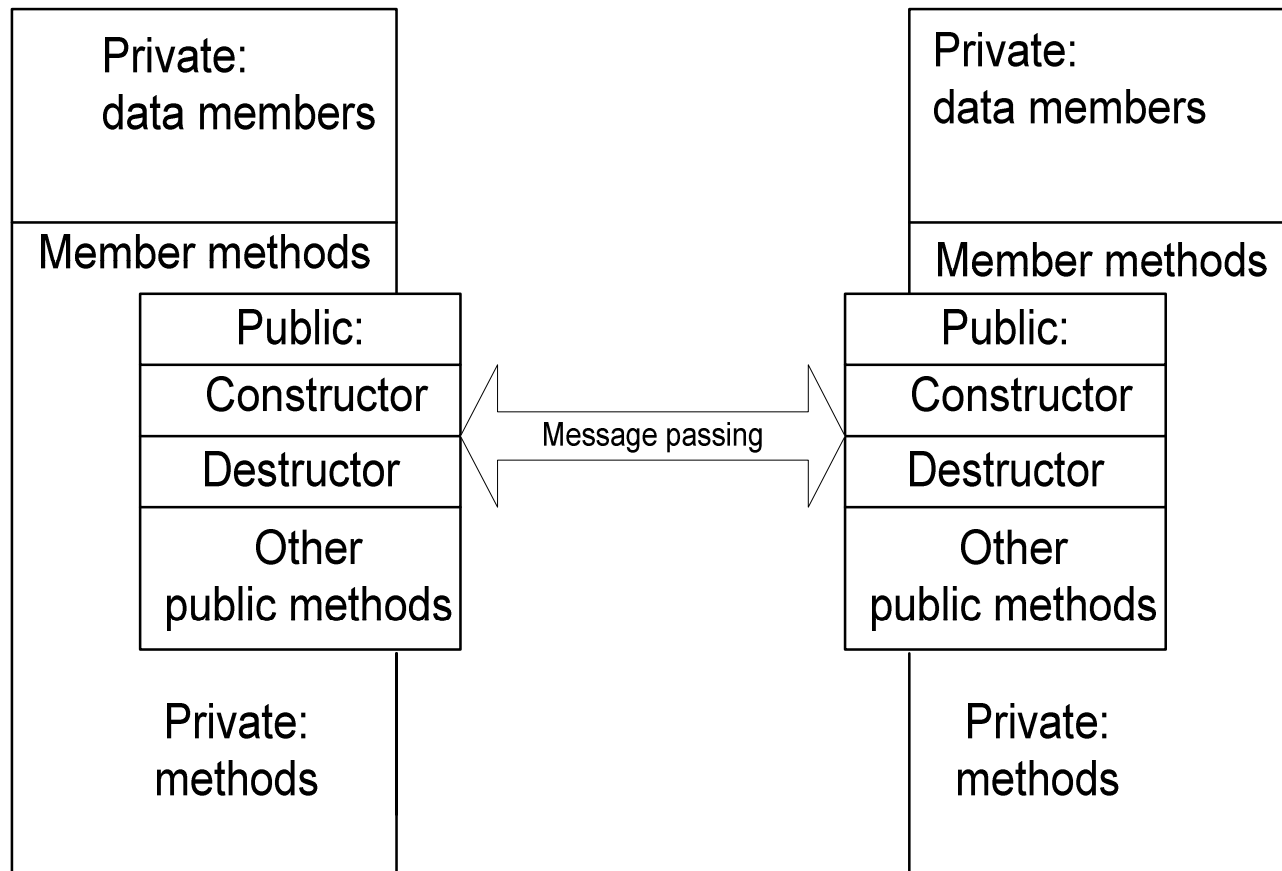 Private:
data members
Member methods
Public:
Constructor
Destructor
Other
public methods
Private:
methods
Message passing
Private:
data members
Member methods
Public:
Constructor
Destructor
Other
public methods
Private:
methods